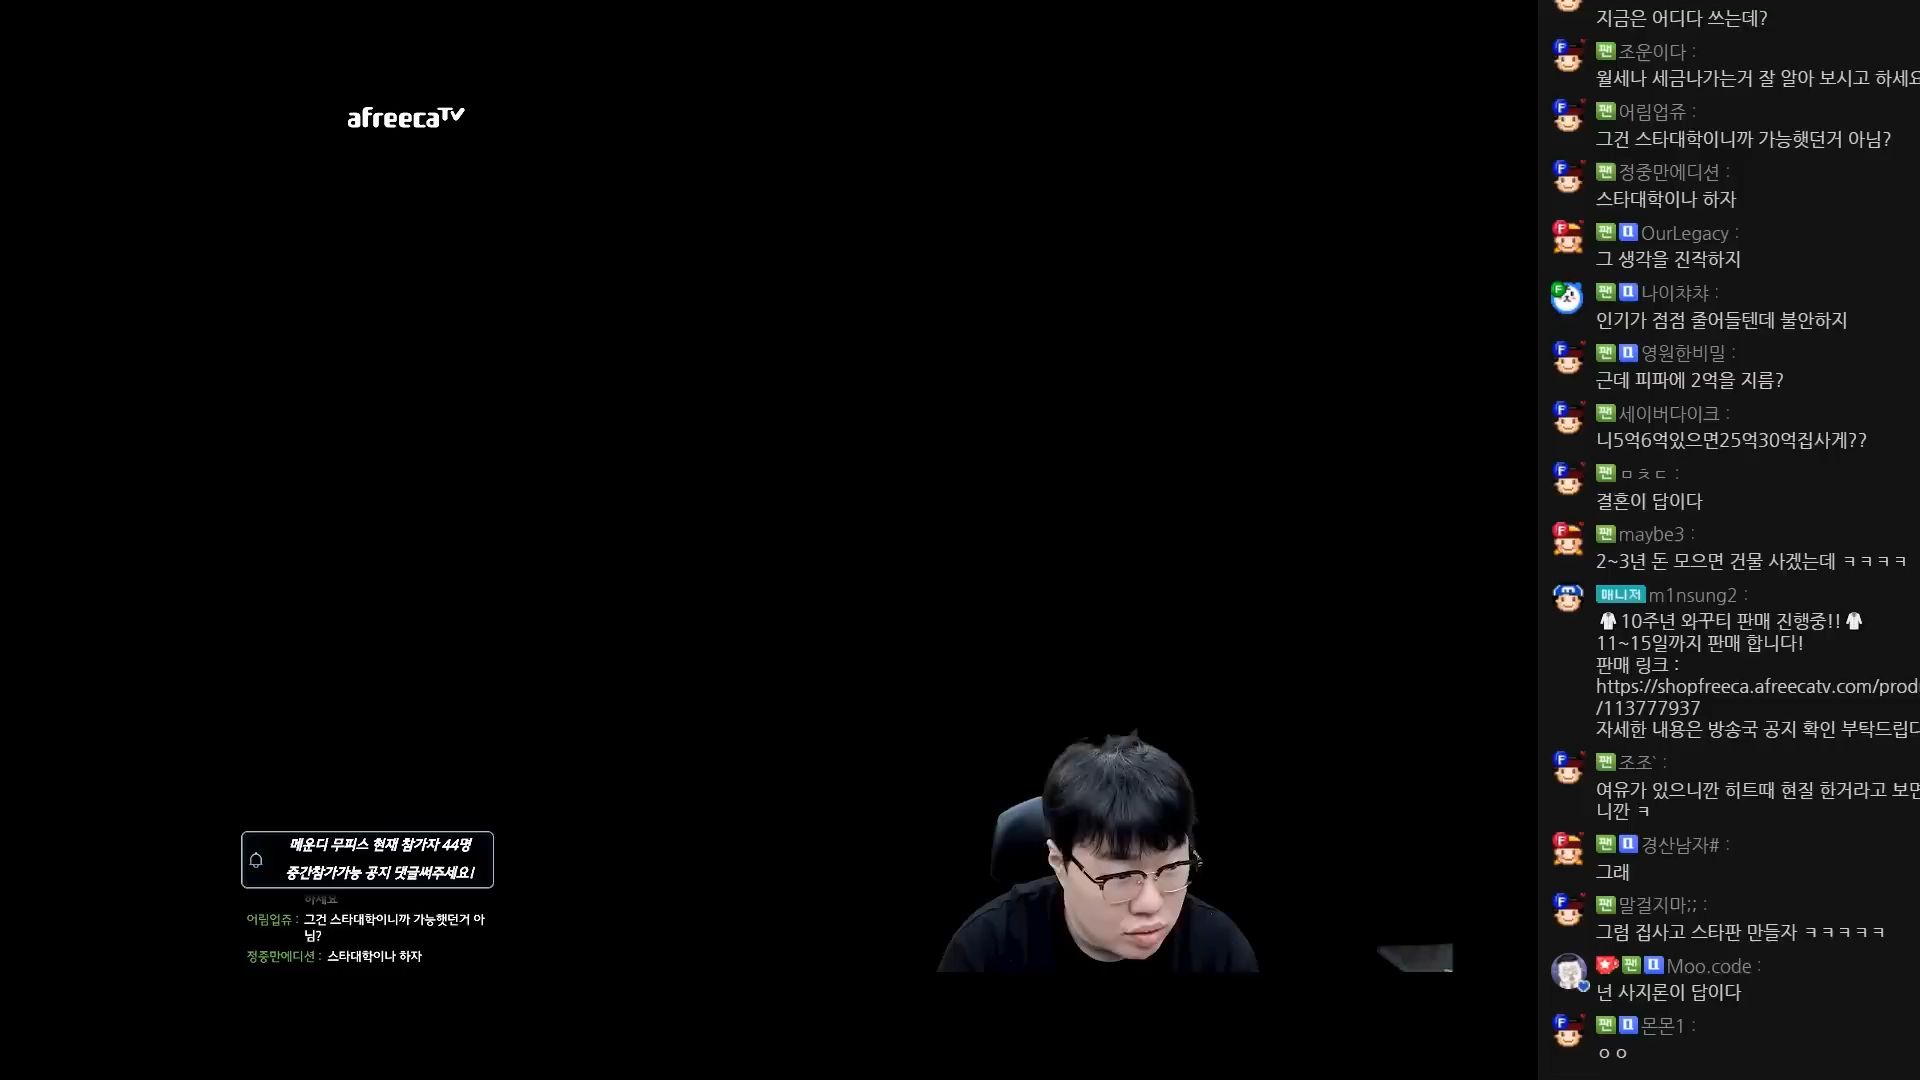 afreecaTV
메운디 무피스 현재 참가자 44명
중간참가가능 공지 댓글써주세요!
하세요
어림업쥬 : 그건 스타대학이니까 가능햇던거 아
님?
정중만에디션 : 스타대학이나 하자
지금은 어디다 쓰는데?
팬 조운이다 :
월세나 세금나가는거 잘 알아 보시고 하세요
팬 어림업쥬 :
그건 스타대학이니까 가능햇던거 아님?
팬 정중만에디션 :
스타대학이나 하자
팬 OurLegacy :
그 생각을 진작하지
팬 나이챠챠 :
인기가 점점 줄어들텐데 불안하지
팬 영원한비밀 :
근데 피파에 2억을 지름?
팬 세이버다이크 :
니5억6억있으면25억30억집사게??
팬 ㅁㅊㄷ :
결혼이 답이다
팬 maybe3 :
2~3년 돈 모으면 건물 사겠는데 ㅋㅋㅋㅋ
매니저 m1nsung2 :
10주년 와꾸티 판매 진행중!!
11~15일까지 판매 합니다!
판매 링크 :
https://shopfreeca.afreecatv.com/prod
/113777937
자세한 내용은 방송국 공지 확인 부탁드립니다
팬 조조` :
여유가 있으니깐 히트때 현질 한거라고 보면
니깐 ㅋ
팬 경산남자# :
그래
팬 말걸지마;; :
그럼 집사고 스타판 만들자 ㅋㅋㅋㅋㅋ
팬 Moo.code :
넌 사지론이 답이다
팬 몬몬1 :
ㅇㅇ